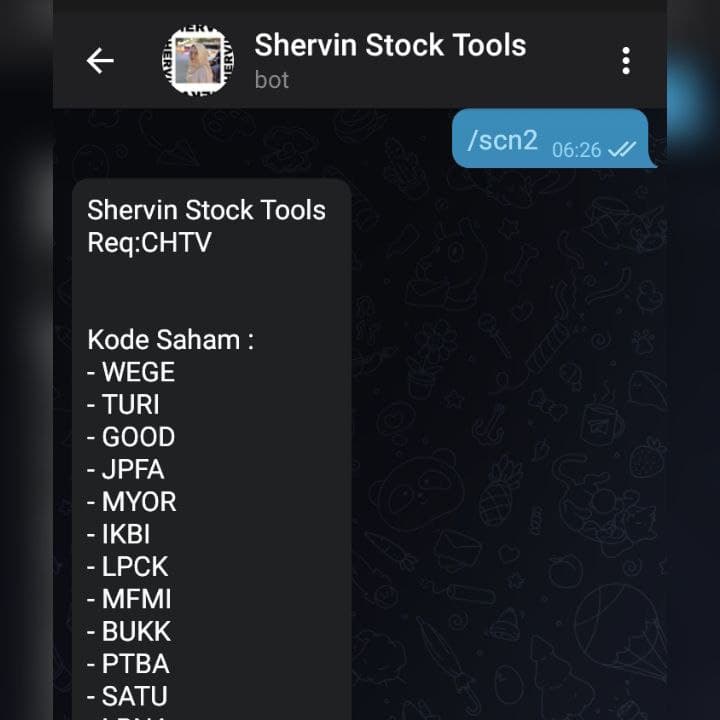 Shervin Stock Tools
bot
/scn2 06:26
Shervin Stock Tools
Req:CHTV
Kode Saham :
- WEGE
- TURI
- GOOD
- JPFA
- MYOR
- IKBI
- LPCK
- MFMI
- BUKK
- PTBA
- SATU